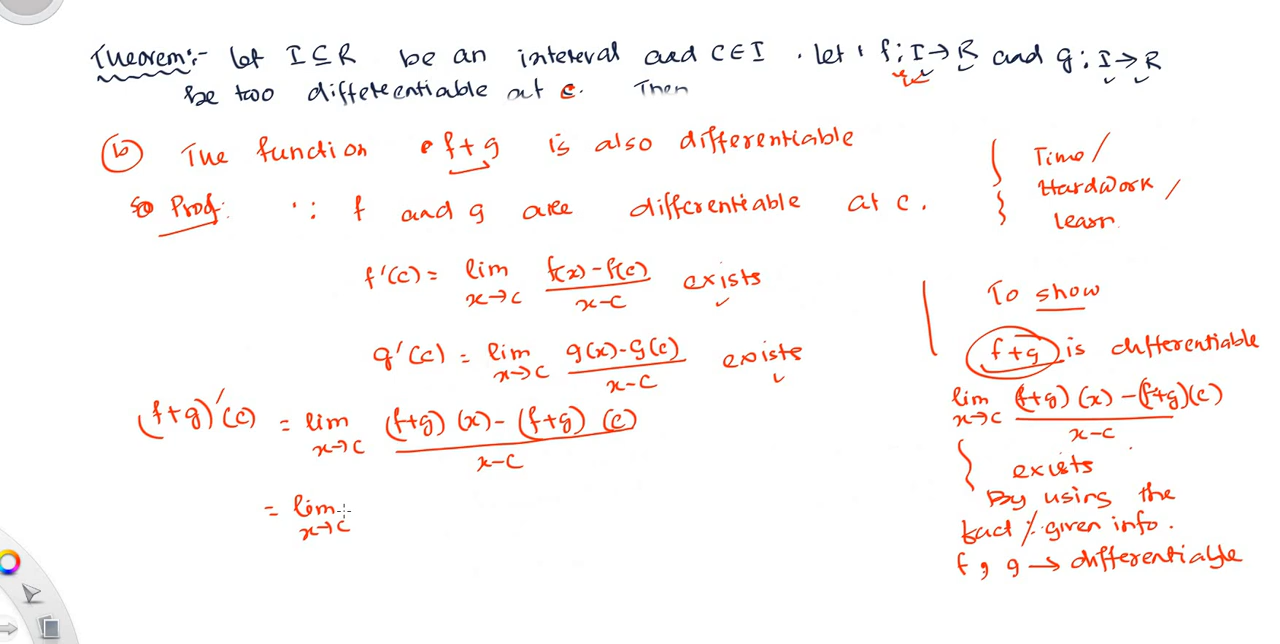 Theorem:- Let I ⊆ R be an interval and C ∈ I. let f: I → R and g: I → R
be two differentiable at c. Then
(b) The function f+g is also differentiable
Proof: ∵ f and g are differentiable at c.
f'(c) = lim x→c f(x)-f(c) / x-c exists
g'(c) = lim x→c g(x)-g(c) / x-c exists
(f+g)'(c) = lim x→c (f+g)(x) - (f+g)(c) / x-c
= lim x→c
Time/
Hardwork/
learn
To show
f+g is differentiable
lim x→c (f+g)(x) - (f+g)(c) / x-c
exists
By using the
fact /. given info.
f, g → differentiable